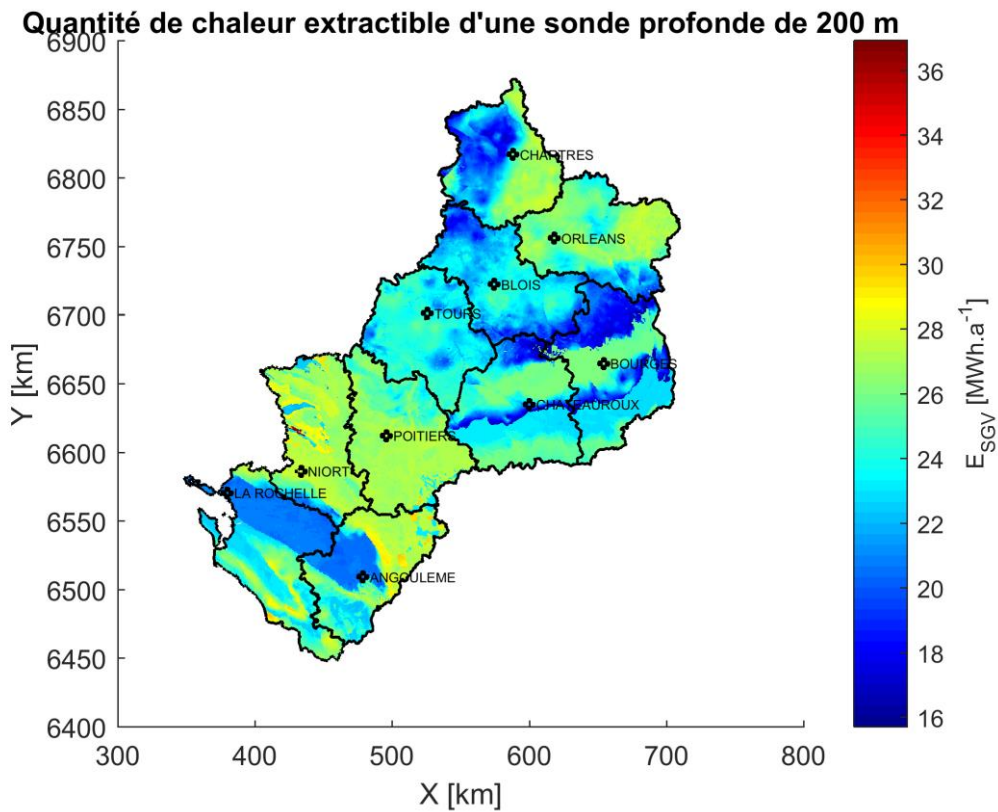 Quantité de chaleur extractible d'une sonde profonde de 200 m
6900
6850
6800
6750
6700
6650
6600
6550
6500
6450
6400
Y [km]
300
400
500
600
700
800
X [km]
CHARTRES
ORLEANS
BLOIS
TOURS
BOURGES
CHATEAUROUX
POITIERS
NIORT
LA ROCHELLE
ANGOULEME
36
34
32
30
28
26
24
22
20
18
16
E_SGV [MWh.a⁻¹]